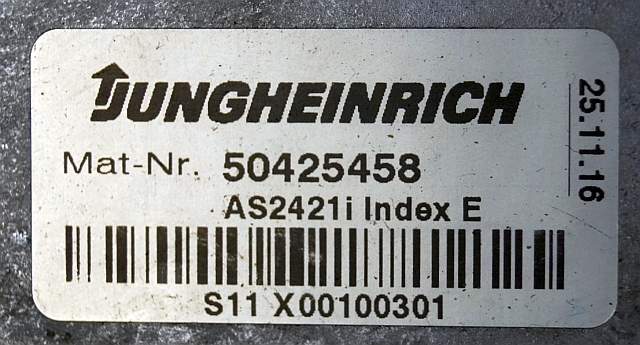 JUNGHEINRICH
Mat-Nr. 50425458
AS2421i Index E
S11 X00100301
25.11.16